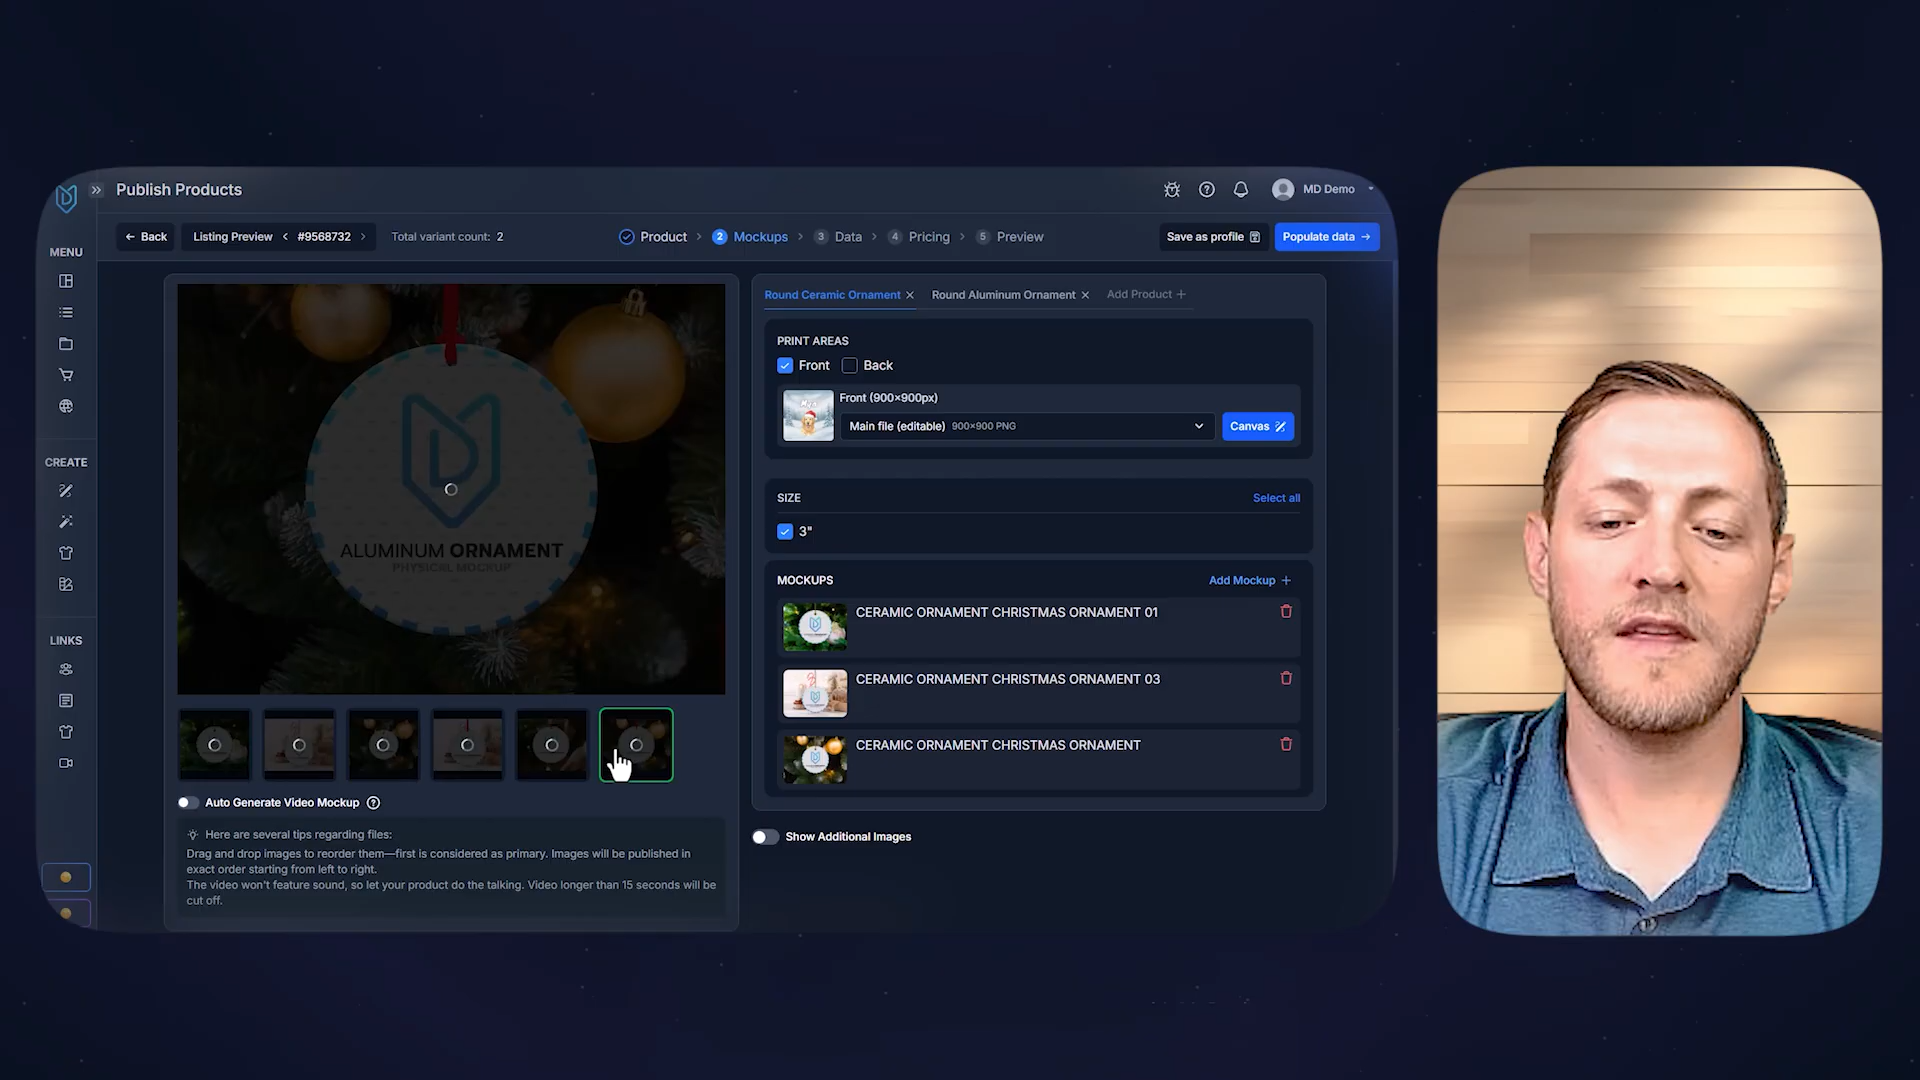 Publish Products
MD Demo
Back
Listing Preview < #9568732 >
Total variant count: 2
Product > 2 Mockups > 3 Data > 4 Pricing > 5 Preview
Save as profile
Populate data →
MENU
CREATE
LINKS
ALUMINUM ORNAMENT
PHYSICAL MOCKUP
Auto Generate Video Mockup
Here are several tips regarding files:
Drag and drop images to reorder them—first is considered as primary. Images will be published in
exact order starting from left to right.
The video won't feature sound, so let your product do the talking. Video longer than 15 seconds will be
cut off.
Round Ceramic Ornament ×
Round Aluminum Ornament ×
Add Product +
PRINT AREAS
Front
Back
Front (900×900px)
Main file (editable) 900×900 PNG
Canvas
SIZE
Select all
3"
MOCKUPS
Add Mockup +
CERAMIC ORNAMENT CHRISTMAS ORNAMENT 01
CERAMIC ORNAMENT CHRISTMAS ORNAMENT 03
CERAMIC ORNAMENT CHRISTMAS ORNAMENT
Show Additional Images